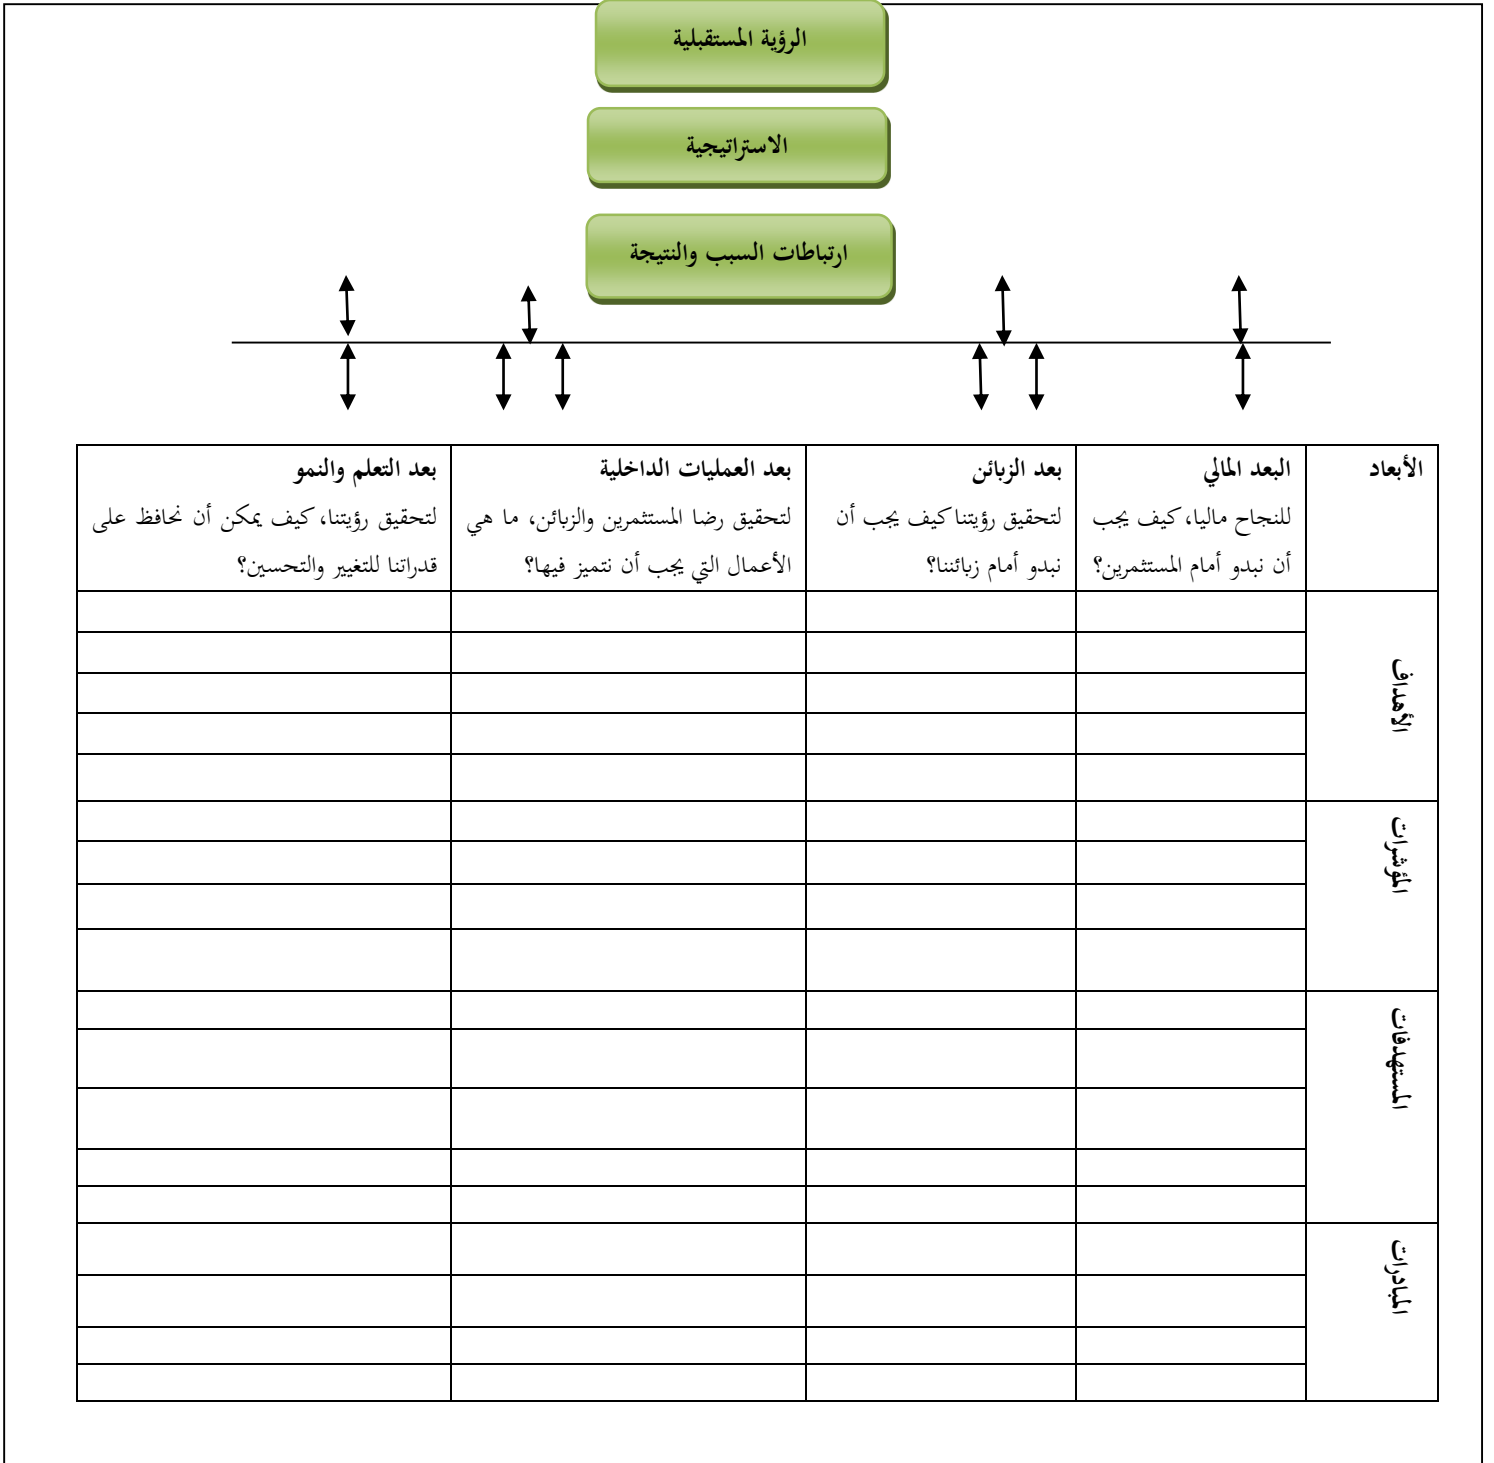 الرؤية المستقبلية
الاستراتيجية
ارتباطات السبب والنتيجة
الأبعاد
البعد المالي
للنجاح ماليا، كيف يجب
أن نبدو أمام المستثمرين؟
بعد الزبائن
لتحقيق رؤيتنا كيف يجب أن
نبدو أمام زبائننا؟
بعد العمليات الداخلية
لتحقيق رضا المستثمرين والزبائن، ما هي
الأعمال التي يجب أن نتميز فيها؟
بعد التعلم والنمو
لتحقيق رؤيتنا، كيف يمكن أن نحافظ على
قدراتنا للتغيير والتحسين؟
الأهداف
المؤشرات
المستهدفات
المبادرات